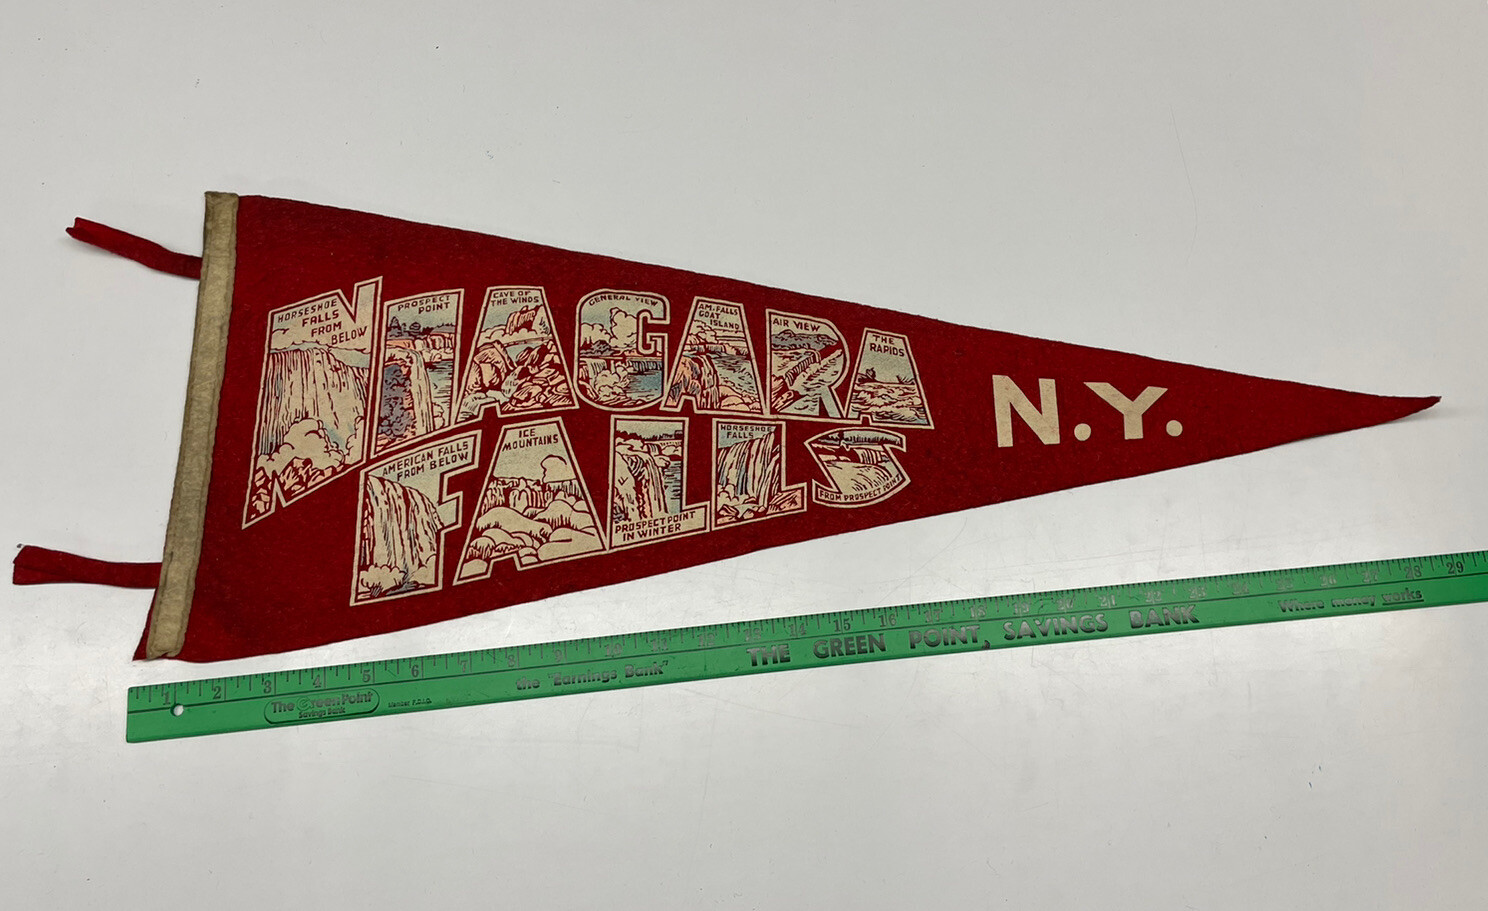 NIAGARA
HORSESHOE
FALLS
FROM
BELOW
PROSPECT
POINT
CAVE OF
THE WINDS
GENERAL VIEW
AM. FALLS
GOAT
ISLAND
AIR VIEW
THE
RAPIDS
FALLS
AMERICAN FALLS
FROM BELOW
ICE
MOUNTAINS
PROSPECT POINT
IN WINTER
HORSESHOE
FALLS
FROM PROSPECT POINT
N.Y.
1 2 3 4 5 6 7 8 9 10 11 12 13 14 15 16 17 18 19 20 21 22 23 24 25 26 27 28 29
The Green Point
Savings Bank
Member F.D.I.C.
the "Earnings Bank"
THE GREEN POINT SAVINGS BANK
"Where money works